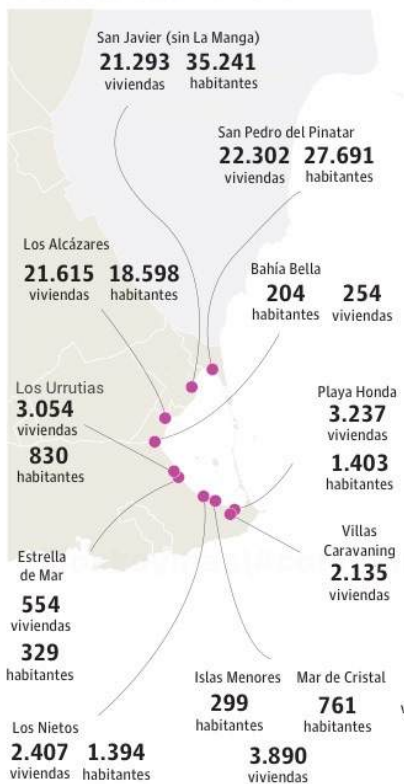 San Javier (sin La Manga)
21.293 35.241
viviendas habitantes
San Pedro del Pinatar
22.302 27.691
viviendas habitantes
Los Alcázares
21.615 18.598
viviendas habitantes
Bahía Bella
204 254
habitantes viviendas
Los Urrutias
3.054
viviendas
830
habitantes
Playa Honda
3.237
viviendas
1.403
habitantes
Villas
Caravaning
2.135
viviendas
Estrella
de Mar
554
viviendas
329
habitantes
Islas Menores Mar de Cristal
299 761
habitantes habitantes
3.890
viviendas
Los Nietos
2.407 1.394
viviendas habitantes